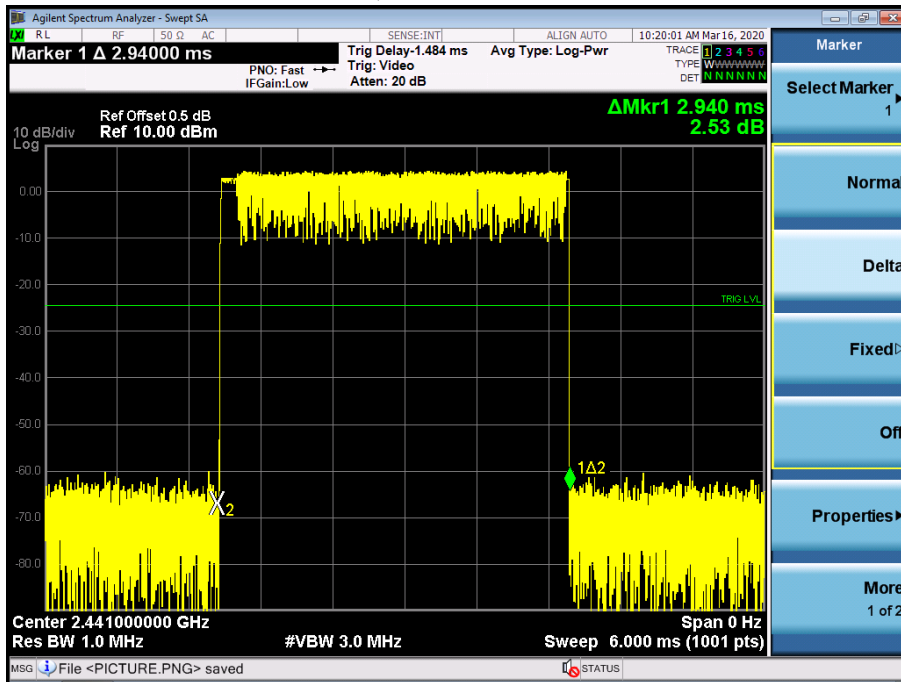 Agilent Spectrum Analyzer - Swept SA
LXI RL RF 50 Ω AC SENSE:INT ALIGN AUTO 10:20:01 AM Mar 16, 2020
Marker 1 Δ 2.94000 ms
PNO: Fast
IFGain:Low
Trig Delay-1.484 ms
Trig: Video
Atten: 20 dB
Avg Type: Log-Pwr
TRACE 1 2 3 4 5 6
TYPE WWWWWW
DET N N N N N N
ΔMkr1 2.940 ms
2.53 dB
Ref Offset 0.5 dB
10 dB/div Ref 10.00 dBm
Log
0.00
-10.0
-20.0
TRIG LVL
-30.0
-40.0
-50.0
-60.0
1Δ2
2
-70.0
-80.0
Center 2.441000000 GHz Span 0 Hz
Res BW 1.0 MHz #VBW 3.0 MHz Sweep 6.000 ms (1001 pts)
MSG File <PICTURE.PNG> saved STATUS
Marker
Select Marker
1
Normal
Delta
Fixed
Off
Properties
More
1 of 2